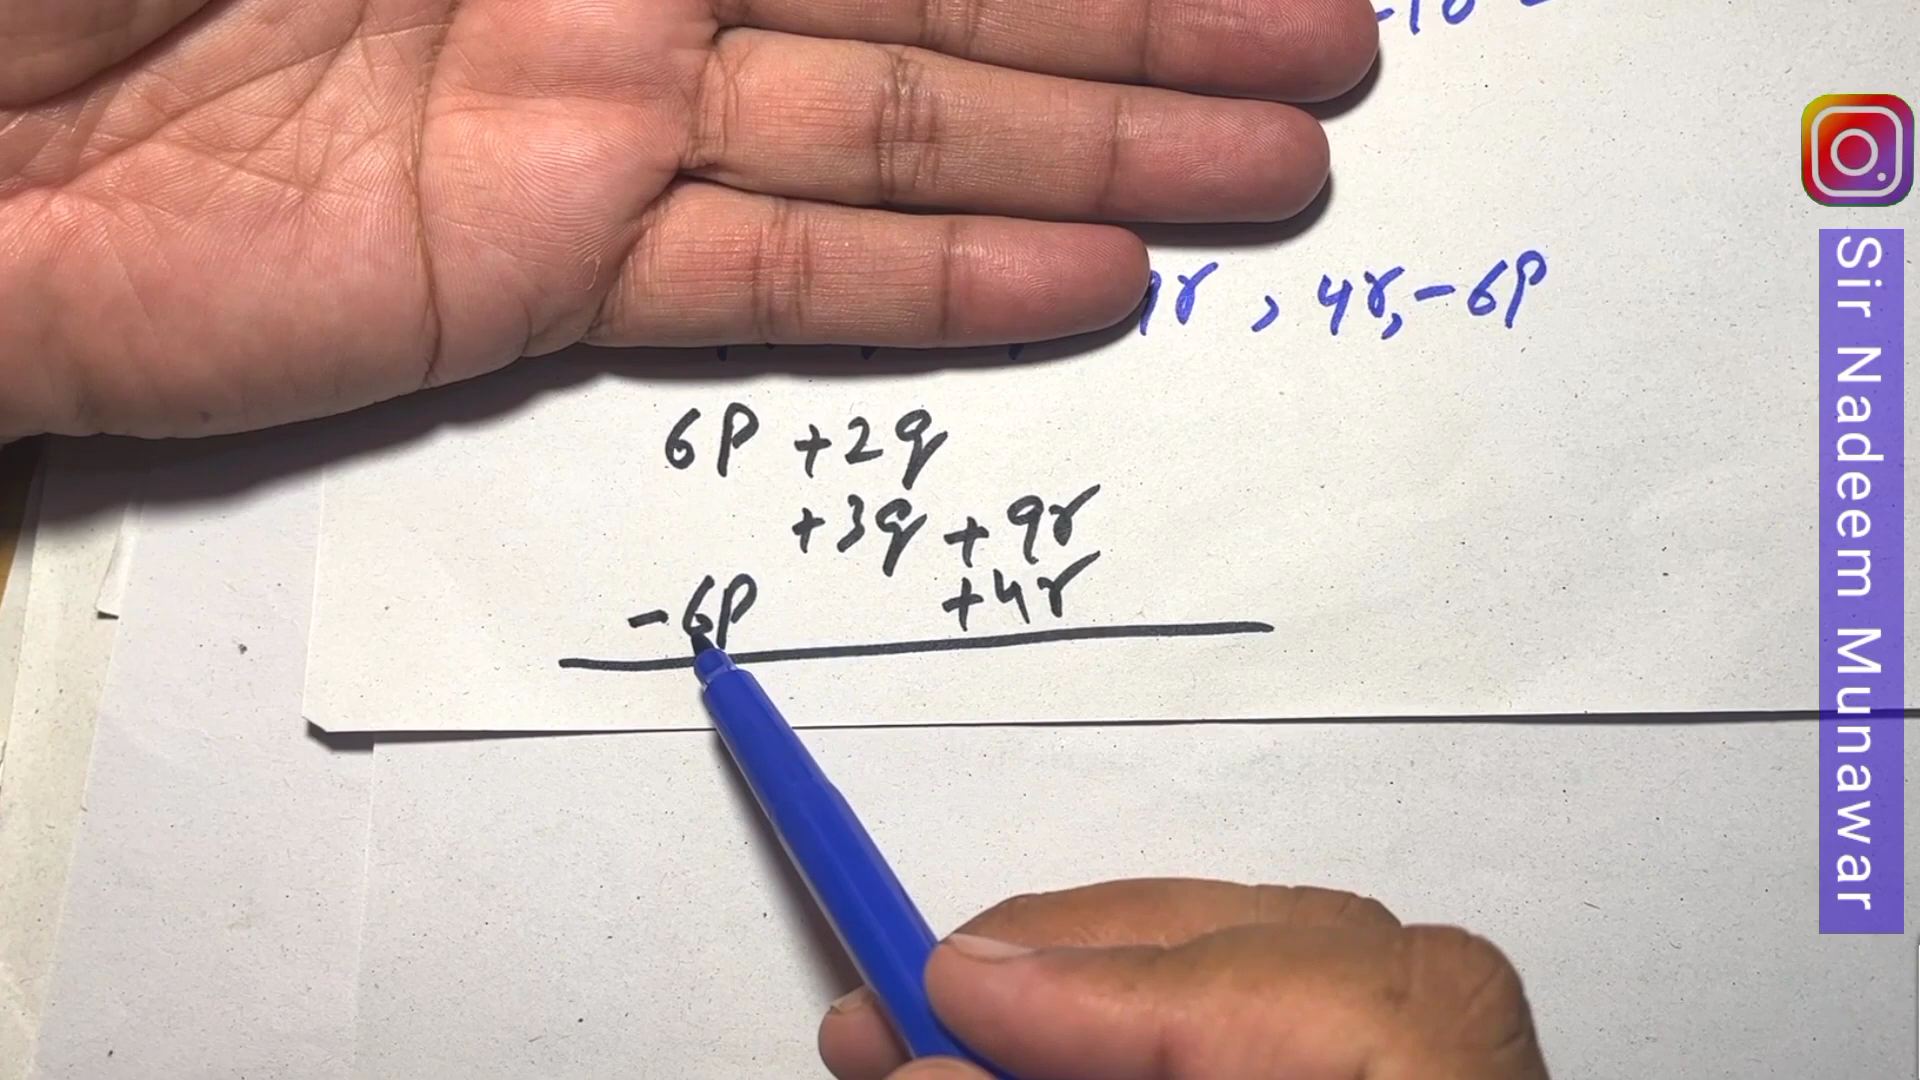 9r, 4r, -6p
6p + 2q
+3q + 9r
-6p +4r
Sir Nadeem Munawar